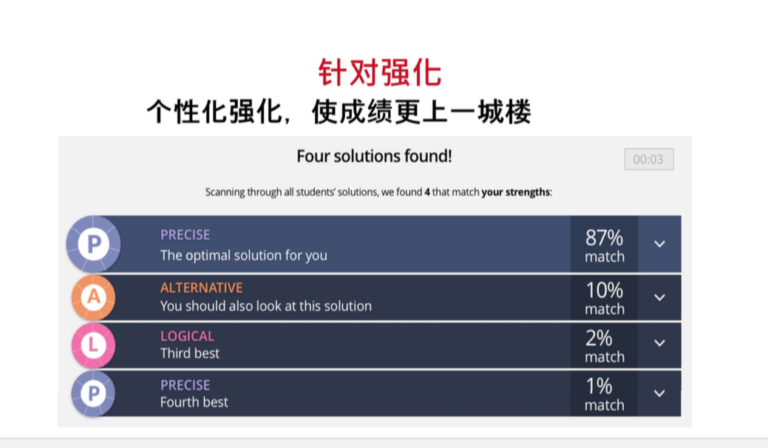 针对强化
个性化强化，使成绩更上一城楼
Four solutions found!
00:03
Scanning through all students' solutions, we found 4 that match your strengths:
P
PRECISE
The optimal solution for you
87%
match
A
ALTERNATIVE
You should also look at this solution
10%
match
L
LOGICAL
Third best
2%
match
P
PRECISE
Fourth best
1%
match